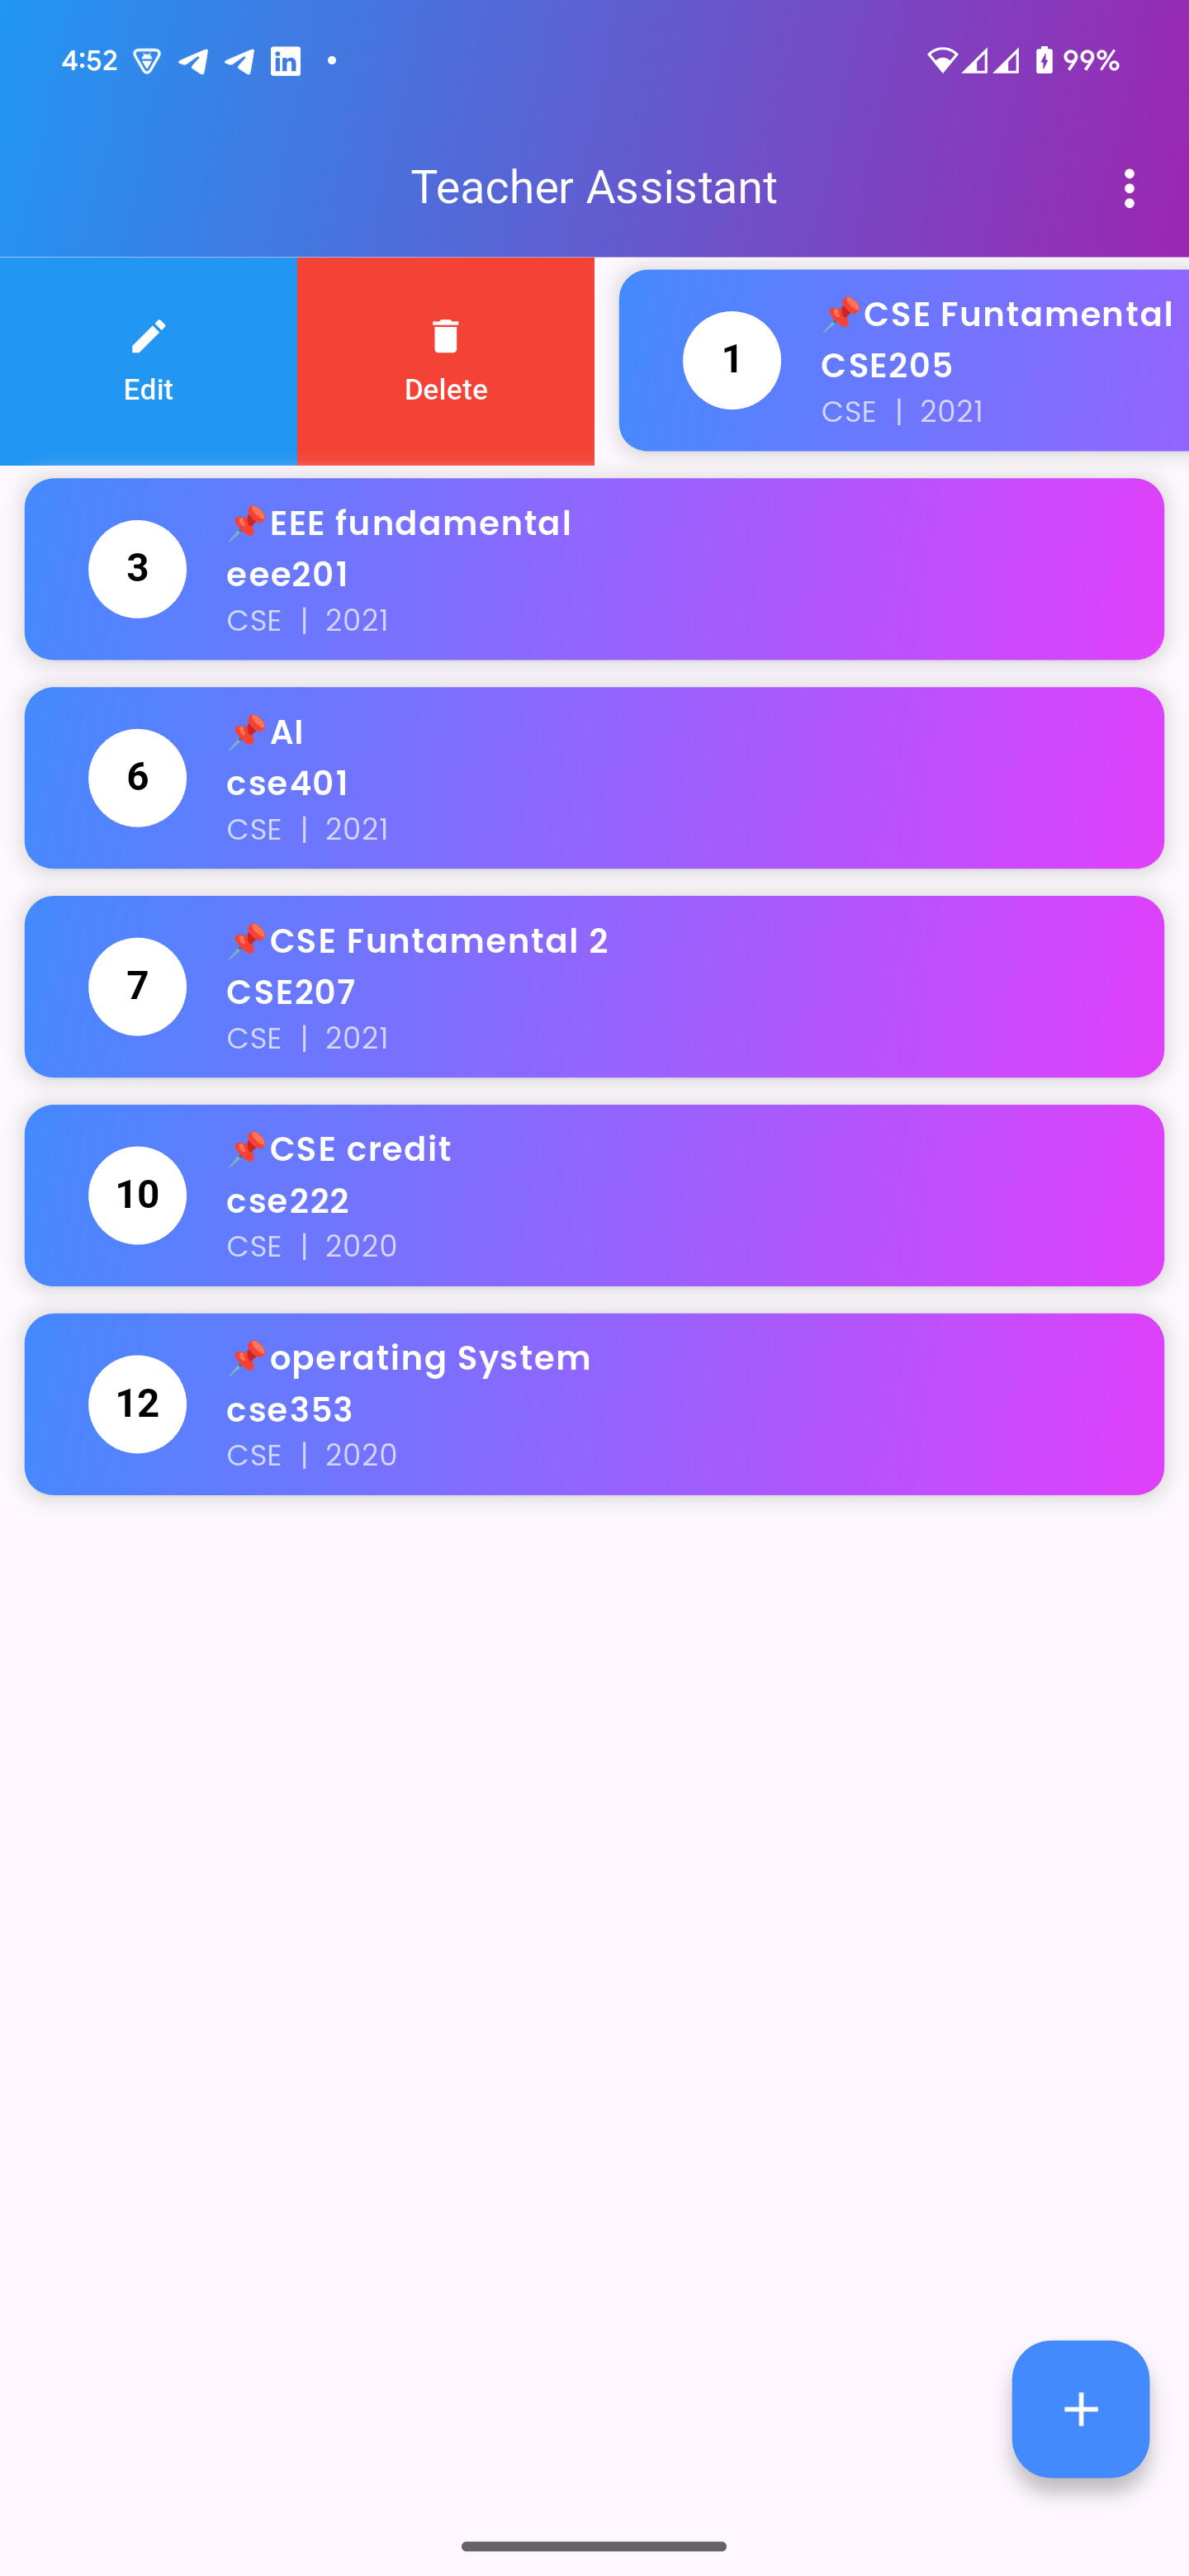 4:52
99%
Teacher Assistant
Edit
Delete
1
📌CSE Funtamental
CSE205
CSE | 2021
3
📌EEE fundamental
eee201
CSE | 2021
6
📌AI
cse401
CSE | 2021
7
📌CSE Funtamental 2
CSE207
CSE | 2021
10
📌CSE credit
cse222
CSE | 2020
12
📌operating System
cse353
CSE | 2020